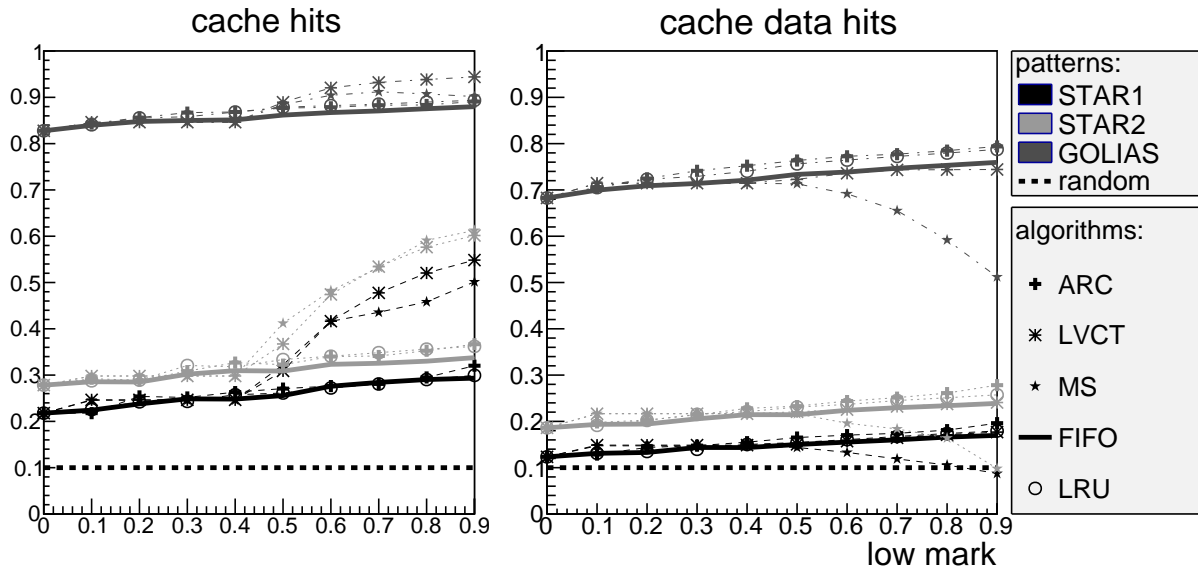 cache hits
1
0.9
0.8
0.7
0.6
0.5
0.4
0.3
0.2
0.1
0
0 0.1 0.2 0.3 0.4 0.5 0.6 0.7 0.8 0.9
cache data hits
1
0.9
0.8
0.7
0.6
0.5
0.4
0.3
0.2
0.1
0
0 0.1 0.2 0.3 0.4 0.5 0.6 0.7 0.8 0.9
low mark
patterns:
STAR1
STAR2
GOLIAS
random
algorithms:
ARC
LVCT
MS
FIFO
LRU